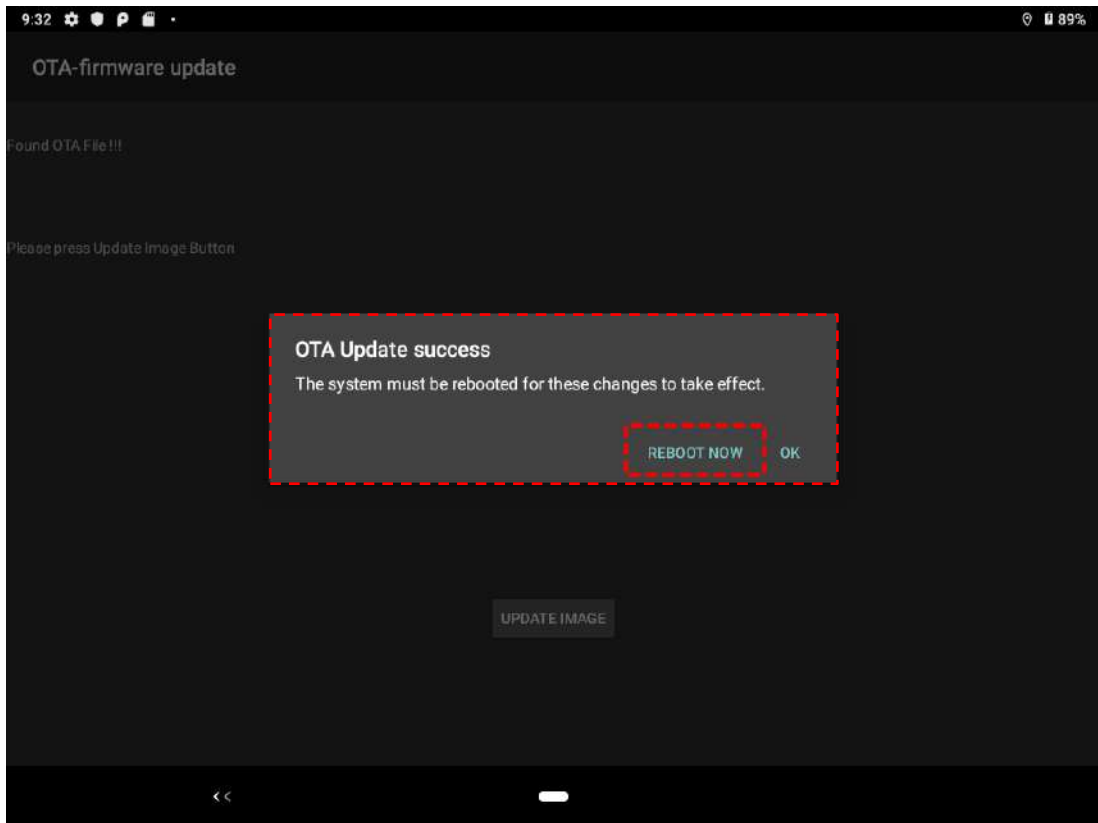 9:32
89%
OTA-firmware update
Found OTA File!!!
Please press Update Image Button
OTA Update success
The system must be rebooted for these changes to take effect.
REBOOT NOW OK
UPDATE IMAGE